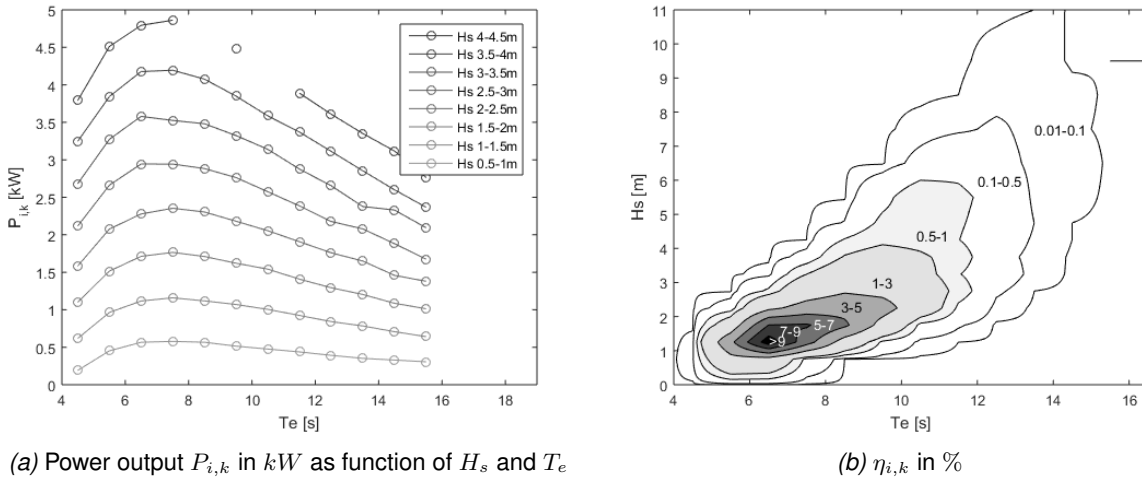 5
4.5
4
3.5
3
2.5
2
1.5
1
0.5
0
P_{i,k} [kW]
4 6 8 10 12 14 16 18
Te [s]
Hs 4-4.5m
Hs 3.5-4m
Hs 3-3.5m
Hs 2.5-3m
Hs 2-2.5m
Hs 1.5-2m
Hs 1-1.5m
Hs 0.5-1m
(a) Power output P_{i,k} in kW as function of H_s and T_e
11
10
9
8
7
6
5
4
3
2
1
0
Hs [m]
4 6 8 10 12 14 16
Te [s]
0.01-0.1
0.1-0.5
0.5-1
1-3
3-5
5-7
7-9
>9
(b) η_{i,k} in %